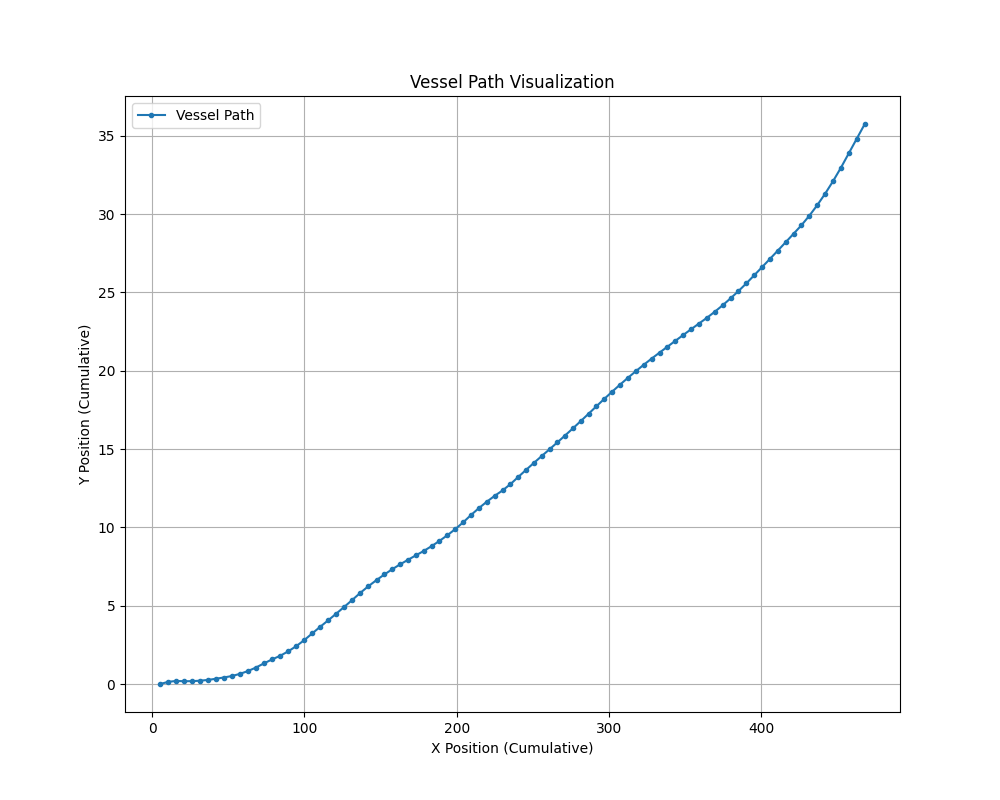 Vessel Path Visualization
Vessel Path
35
30
25
20
15
10
5
0
Y Position (Cumulative)
0 100 200 300 400
X Position (Cumulative)